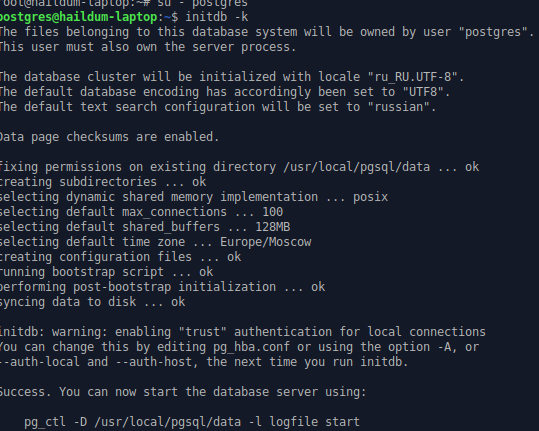 root@haildum-laptop:~# su - postgres
postgres@haildum-laptop:~$ initdb -k
The files belonging to this database system will be owned by user "postgres".
This user must also own the server process.
The database cluster will be initialized with locale "ru_RU.UTF-8".
The default database encoding has accordingly been set to "UTF8".
The default text search configuration will be set to "russian".
Data page checksums are enabled.
fixing permissions on existing directory /usr/local/pgsql/data ... ok
creating subdirectories ... ok
selecting dynamic shared memory implementation ... posix
selecting default max_connections ... 100
selecting default shared_buffers ... 128MB
selecting default time zone ... Europe/Moscow
creating configuration files ... ok
running bootstrap script ... ok
performing post-bootstrap initialization ... ok
syncing data to disk ... ok
initdb: warning: enabling "trust" authentication for local connections
You can change this by editing pg_hba.conf or using the option -A, or
--auth-local and --auth-host, the next time you run initdb.
Success. You can now start the database server using:
pg_ctl -D /usr/local/pgsql/data -l logfile start